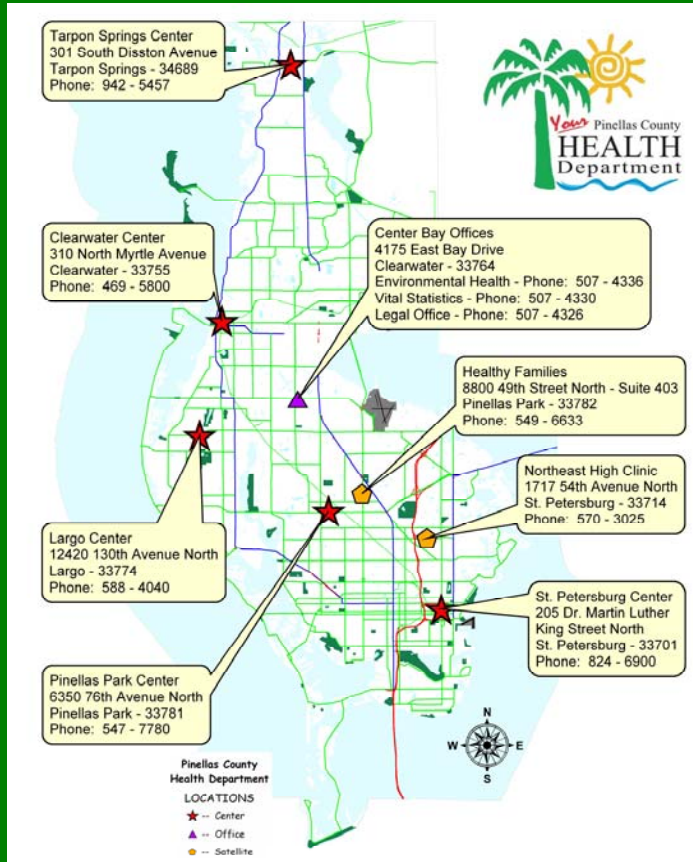 Tarpon Springs Center
301 South Disston Avenue
Tarpon Springs - 34689
Phone: 942 - 5457
Your Pinellas County
HEALTH
Department
Clearwater Center
310 North Myrtle Avenue
Clearwater - 33755
Phone: 469 - 5800
Center Bay Offices
4175 East Bay Drive
Clearwater - 33764
Environmental Health - Phone: 507 - 4336
Vital Statistics - Phone: 507 - 4330
Legal Office - Phone: 507 - 4326
Healthy Families
8800 49th Street North - Suite 403
Pinellas Park - 33782
Phone: 549 - 6633
Northeast High Clinic
1717 54th Avenue North
St. Petersburg - 33714
Phone: 570 - 3025
Largo Center
12420 130th Avenue North
Largo - 33774
Phone: 588 - 4040
St. Petersburg Center
205 Dr. Martin Luther
King Street North
St. Petersburg - 33701
Phone: 824 - 6900
Pinellas Park Center
6350 76th Avenue North
Pinellas Park - 33781
Phone: 547 - 7780
N
W E
S
Pinellas County
Health Department
LOCATIONS
-- Center
-- Office
-- Satellite